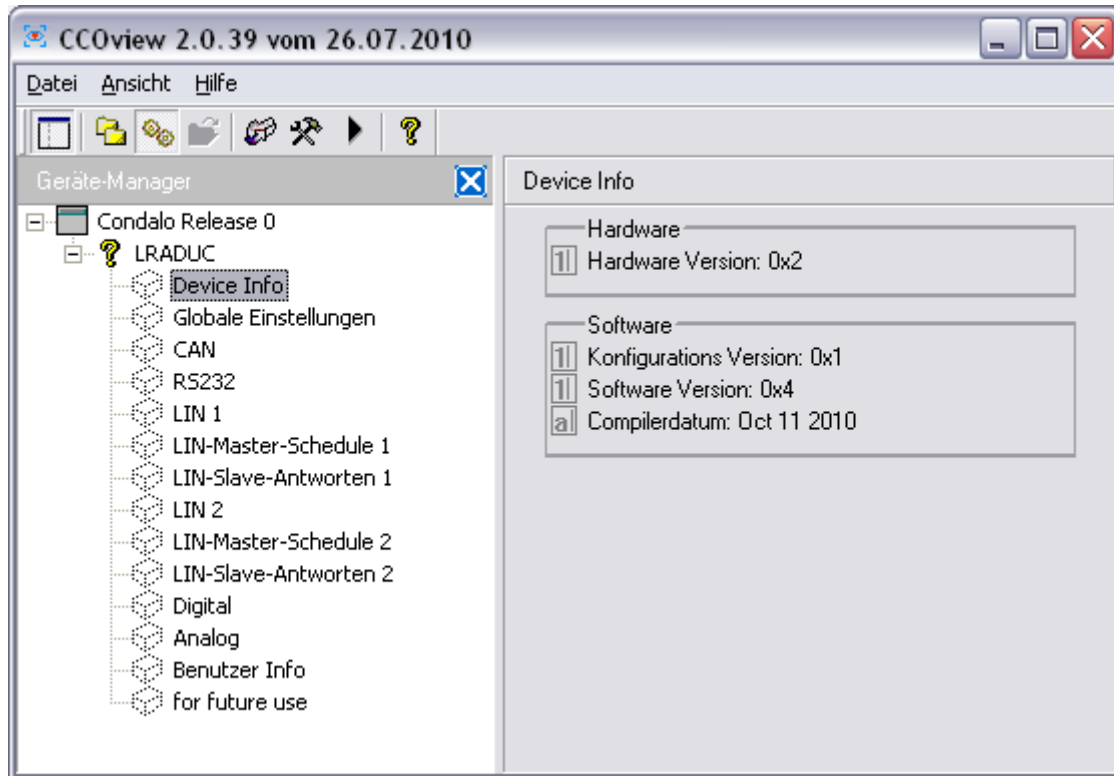 CCOview 2.0.39 vom 26.07.2010
Datei Ansicht Hilfe
Geräte-Manager
Condalo Release 0
LRADUC
Device Info
Globale Einstellungen
CAN
RS232
LIN 1
LIN-Master-Schedule 1
LIN-Slave-Antworten 1
LIN 2
LIN-Master-Schedule 2
LIN-Slave-Antworten 2
Digital
Analog
Benutzer Info
for future use
Device Info
Hardware
Hardware Version: 0x2
Software
Konfigurations Version: 0x1
Software Version: 0x4
Compilerdatum: Oct 11 2010